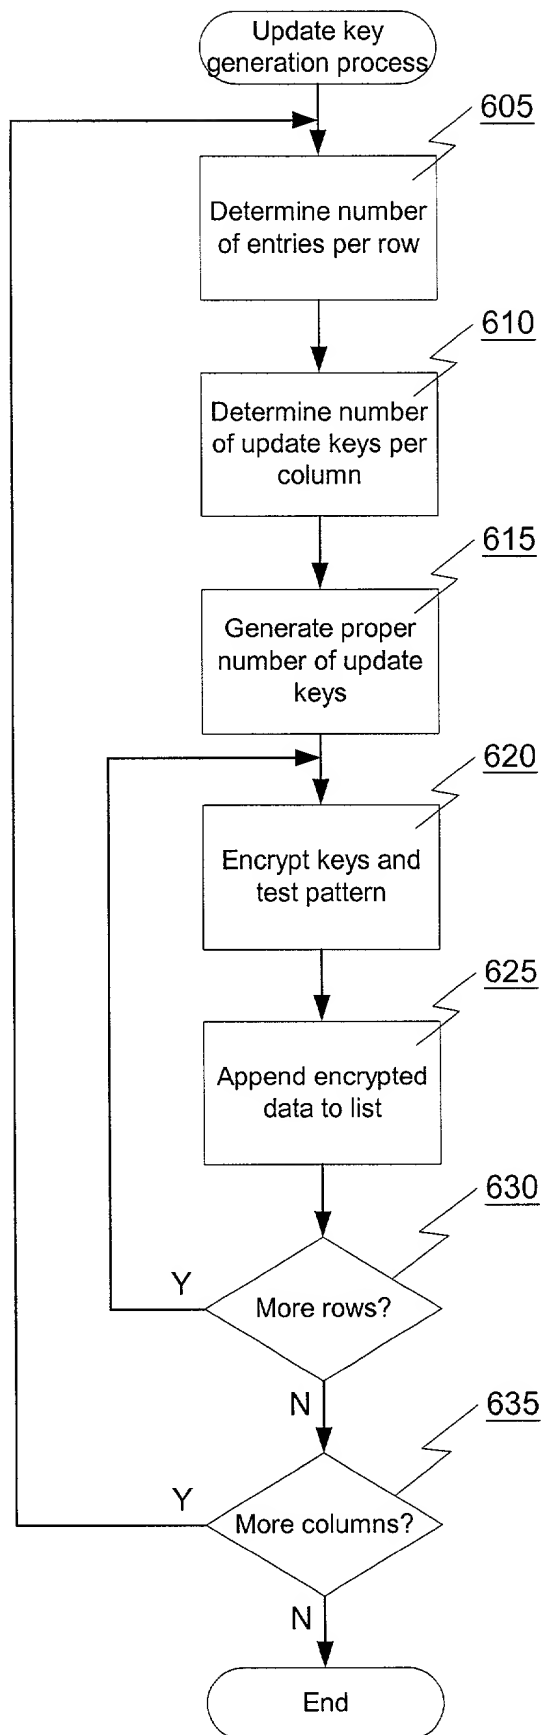 Update key
generation process
605
Determine number
of entries per row
610
Determine number
of update keys per
column
615
Generate proper
number of update
keys
620
Encrypt keys and
test pattern
625
Append encrypted
data to list
630
Y
More rows?
N
635
Y
More columns?
N
End